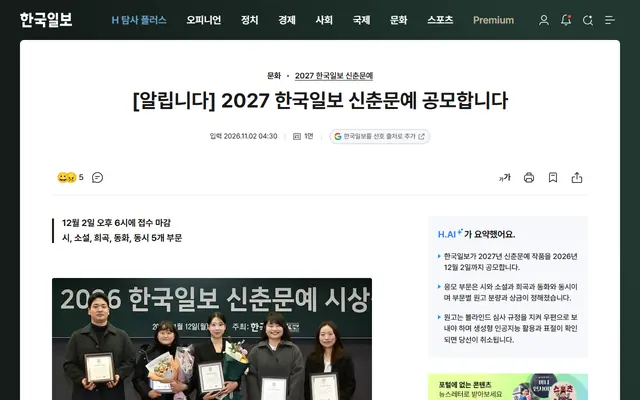 한국일보
H 탐사 플러스 오피니언 정치 경제 사회 국제 문화 스포츠 Premium
문화 • 2027 한국일보 신춘문예
[알립니다] 2027 한국일보 신춘문예 공모합니다
입력 2026.11.02 04:30 1면 한국일보를 선호 출처로 추가
5
가가
12월 2일 오후 6시에 접수 마감
시, 소설, 희곡, 동화, 동시 5개 부문
2026 한국일보 신춘문예 시상
주최: 한국
H.AI가 요약했어요.
한국일보가 2027년 신춘문예 작품을 2026년
12월 2일까지 공모합니다.
응모 부문은 시와 소설과 희곡과 동화와 동시이
며 부문별 원고 분량과 상금이 정해졌습니다.
원고는 블라인드 심사 규정을 지켜 우편으로 보
내야 하며 생성형 인공지능 활용과 표절이 확인
되면 당선이 취소됩니다.
포털에 없는 콘텐츠
뉴스레터로 받아보세요
스포츠